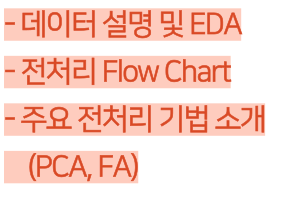 - 데이터 설명 및 EDA
- 전처리 Flow Chart
- 주요 전처리 기법 소개
(PCA, FA)